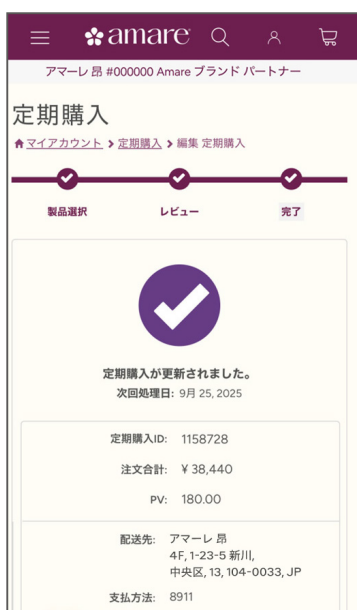 amare
アマーレ 昂 #000000 Amare ブランド パートナー
定期購入
マイアカウント > 定期購入 > 編集 定期購入
製品選択 レビュー 完了
定期購入が更新されました。
次回処理日: 9月 25, 2025
定期購入ID: 1158728
注文合計: ¥ 38,440
PV: 180.00
配送先: アマーレ 昂
4F, 1-23-5 新川,
中央区, 13, 104-0033, JP
支払方法: 8911